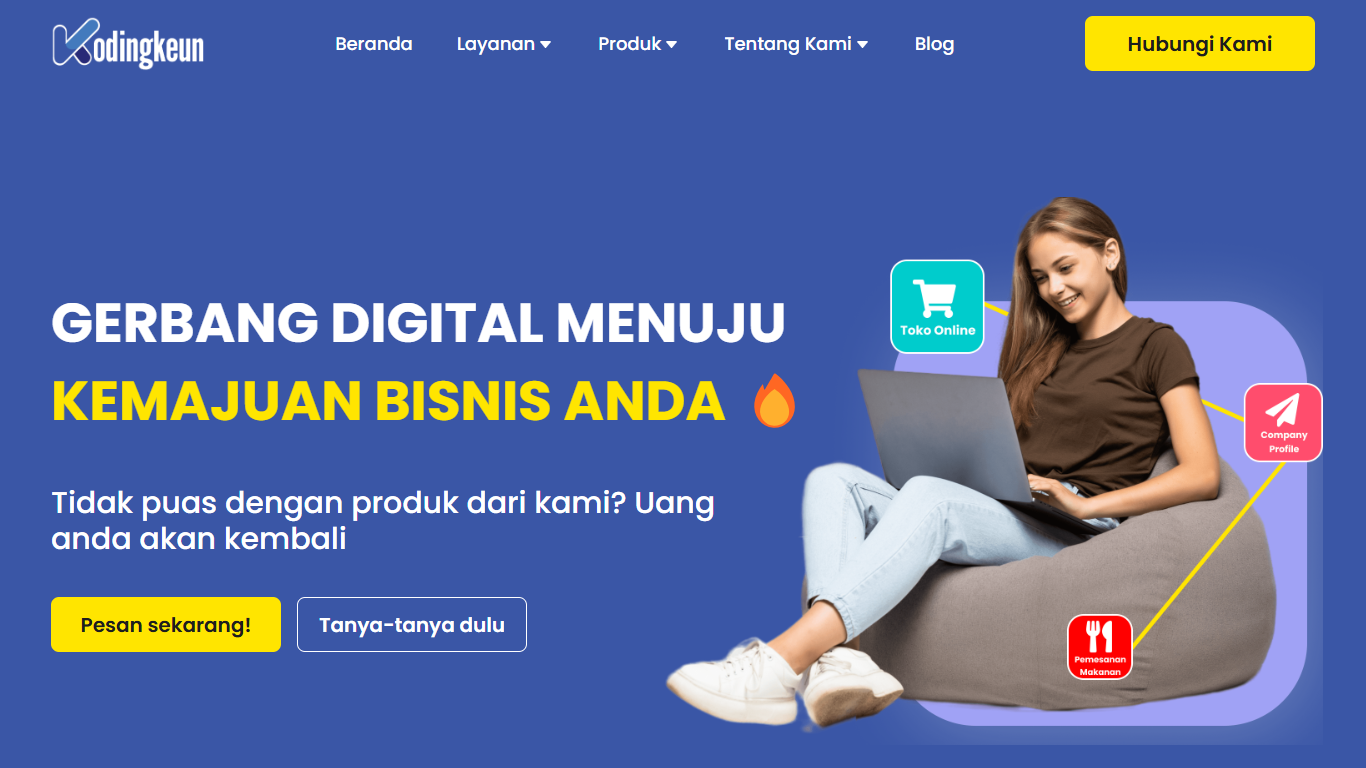 Kodingkeun
Beranda
Layanan
Produk
Tentang Kami
Blog
Hubungi Kami
GERBANG DIGITAL MENUJU
KEMAJUAN BISNIS ANDA
Tidak puas dengan produk dari kami? Uang
anda akan kembali
Pesan sekarang!
Tanya-tanya dulu
Toko Online
Company
Profile
Pemesanan
Makanan